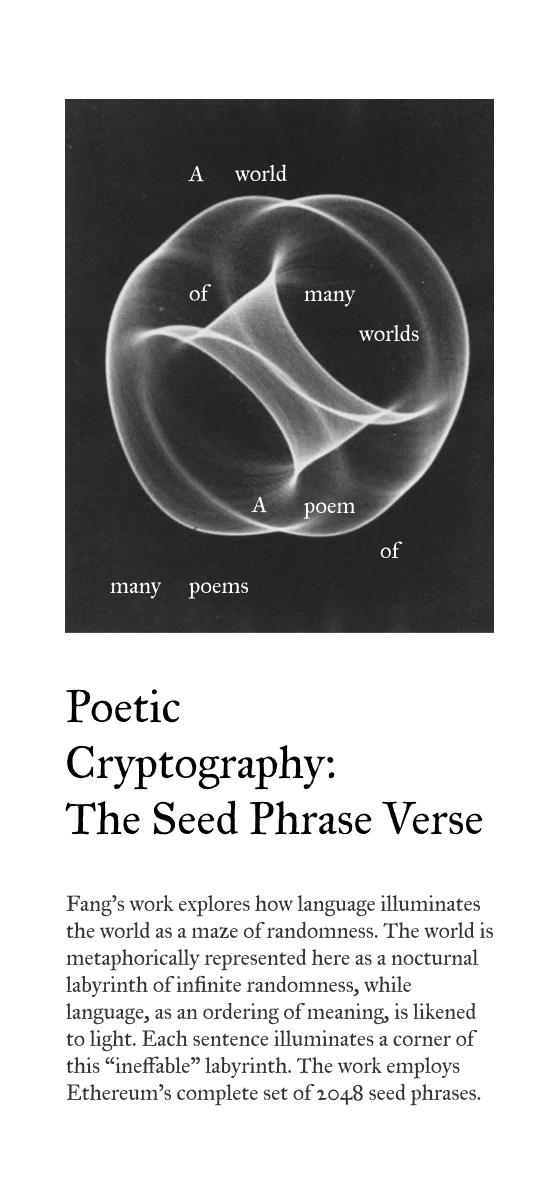 A world
of many
worlds
A poem
of
many poems
Poetic
Cryptography:
The Seed Phrase Verse
Fang’s work explores how language illuminates
the world as a maze of randomness. The world is
metaphorically represented here as a nocturnal
labyrinth of infinite randomness, while
language, as an ordering of meaning, is likened
to light. Each sentence illuminates a corner of
this “ineffable” labyrinth. The work employs
Ethereum’s complete set of 2048 seed phrases.